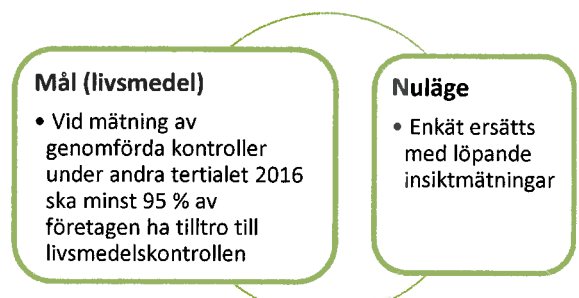 Mål (livsmedel)
• Vid mätning av
genomförda kontroller
under andra tertialet 2016
ska minst 95 % av
företagen ha tilltro till
livsmedelskontrollen
Nuläge
• Enkät ersätts
med löpande
insiktmätningar